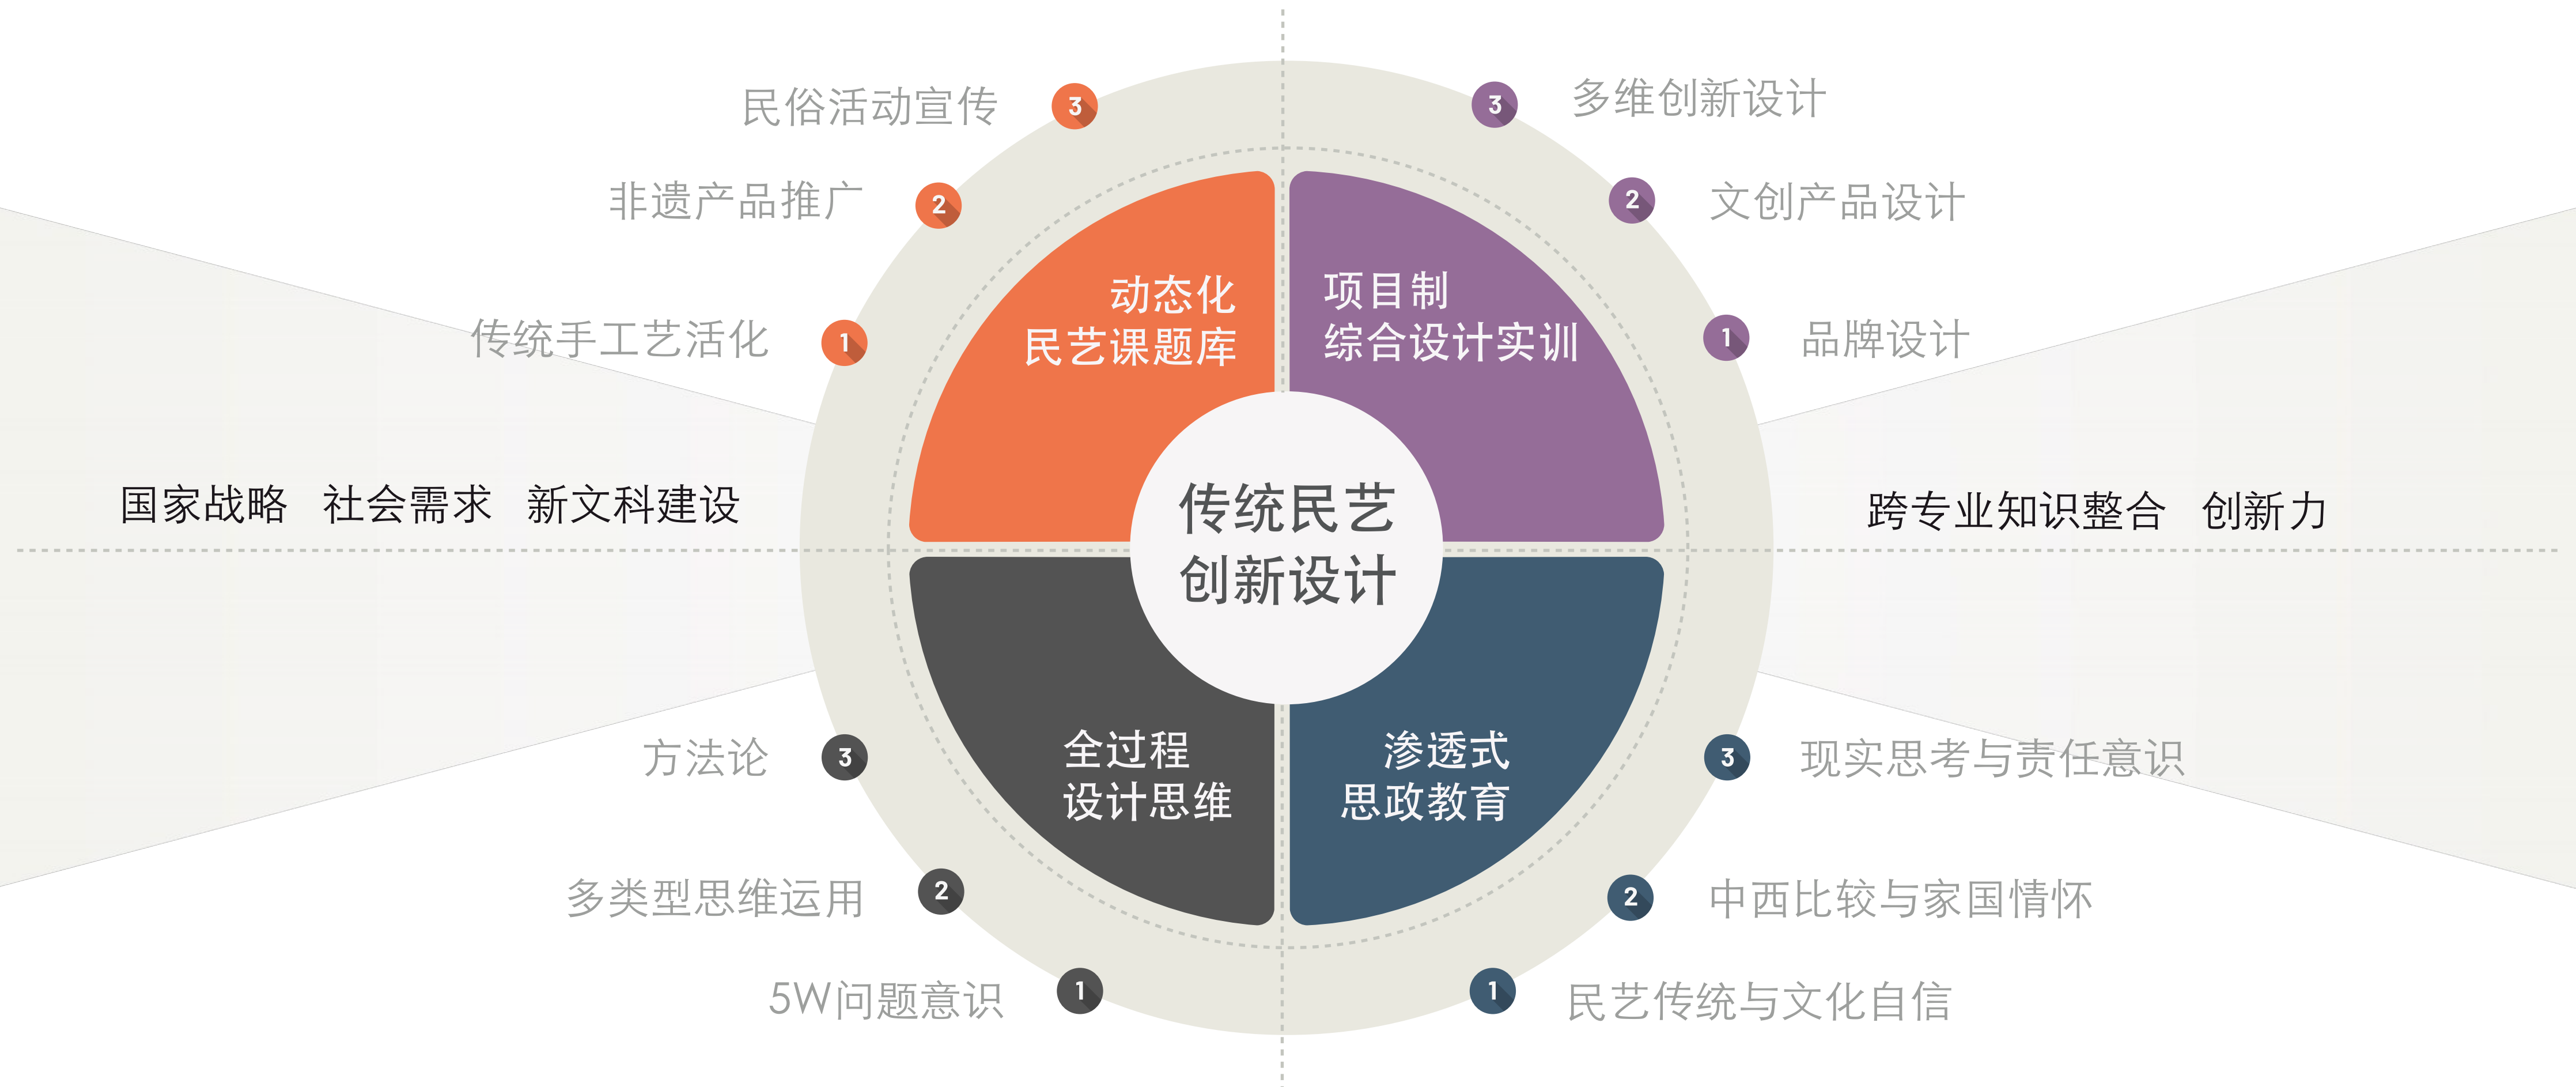 民俗活动宣传
3
非遗产品推广
2
传统手工艺活化
1
3
多维创新设计
2
文创产品设计
1
品牌设计
动态化
民艺课题库
项目制
综合设计实训
国家战略 社会需求 新文科建设
传统民艺
创新设计
跨专业知识整合 创新力
全过程
设计思维
渗透式
思政教育
方法论
3
多类型思维运用
2
5W问题意识
1
3
现实思考与责任意识
2
中西比较与家国情怀
1
民艺传统与文化自信